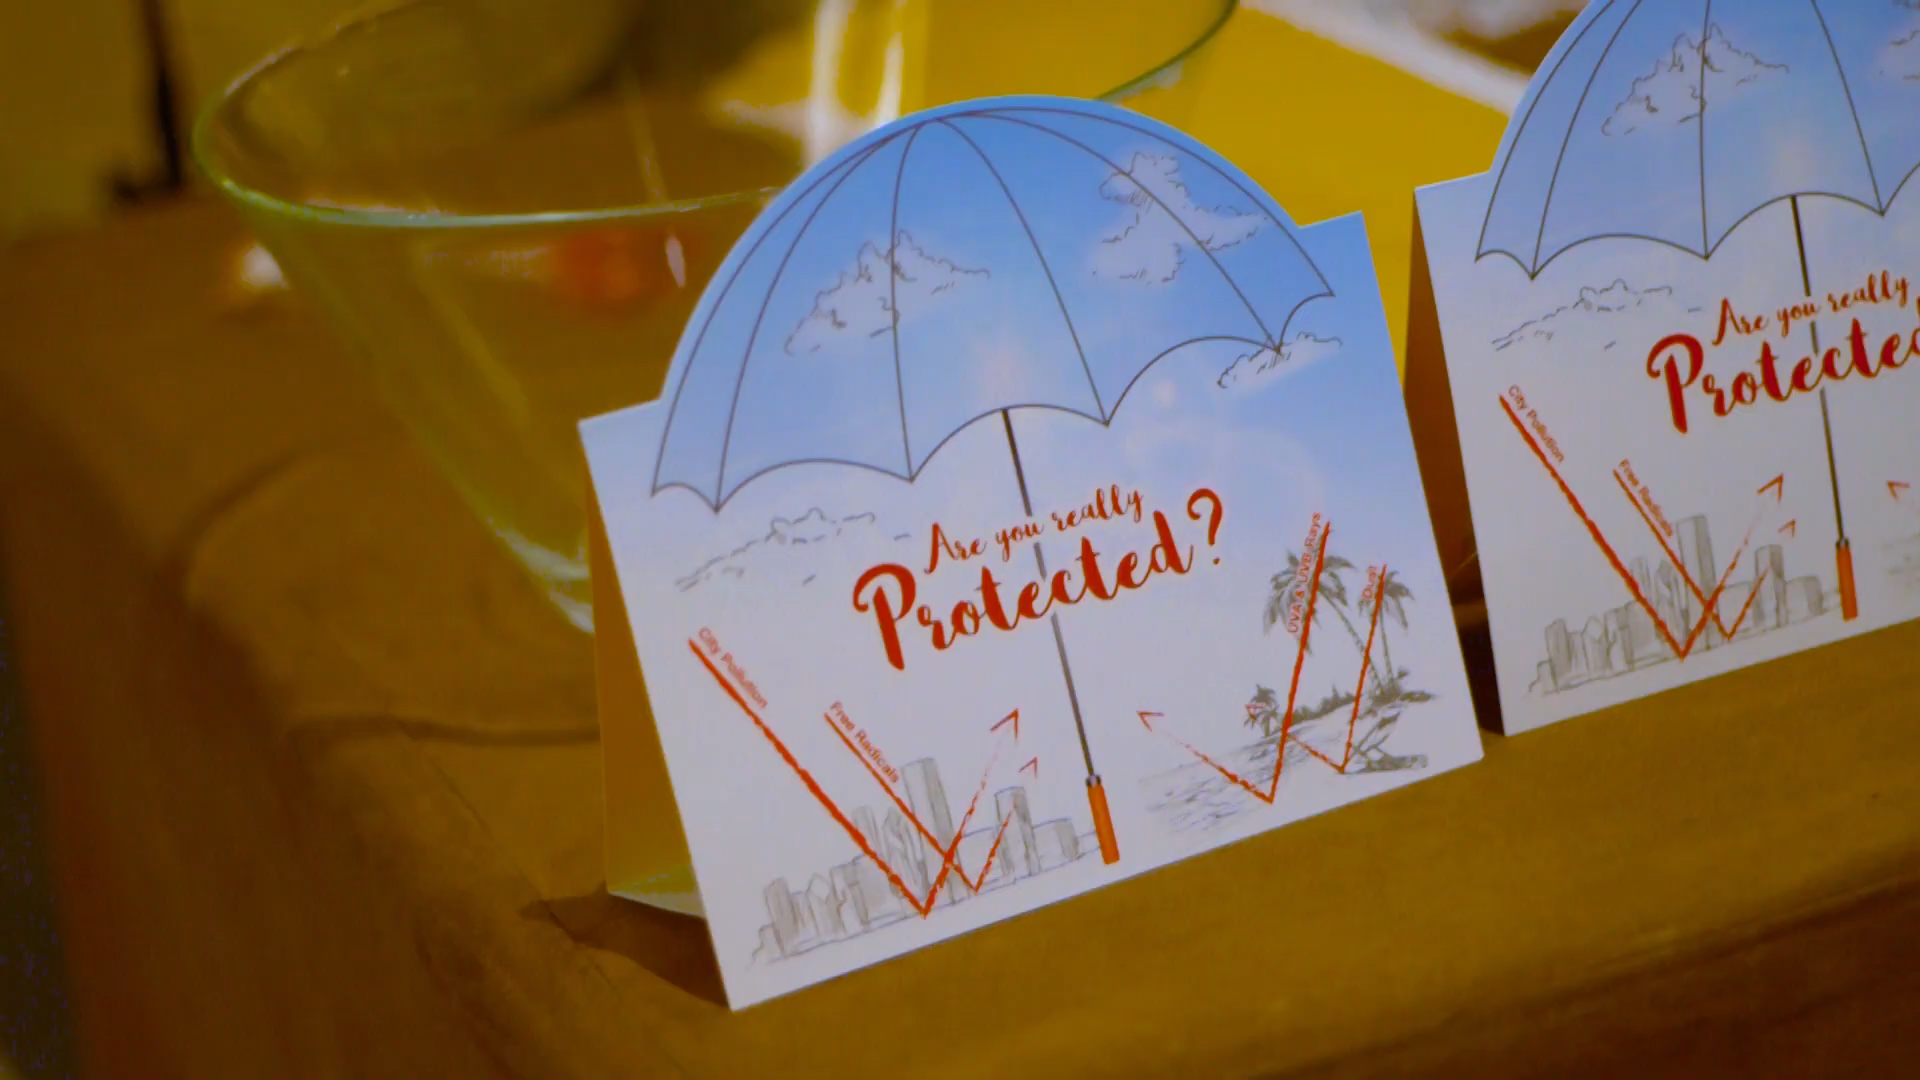 Are you really
Protected?
City Pollution
Free Radicals
UVA & UVB Rays
Dust
Are you really
Protected
City Pollution
Free Radicals